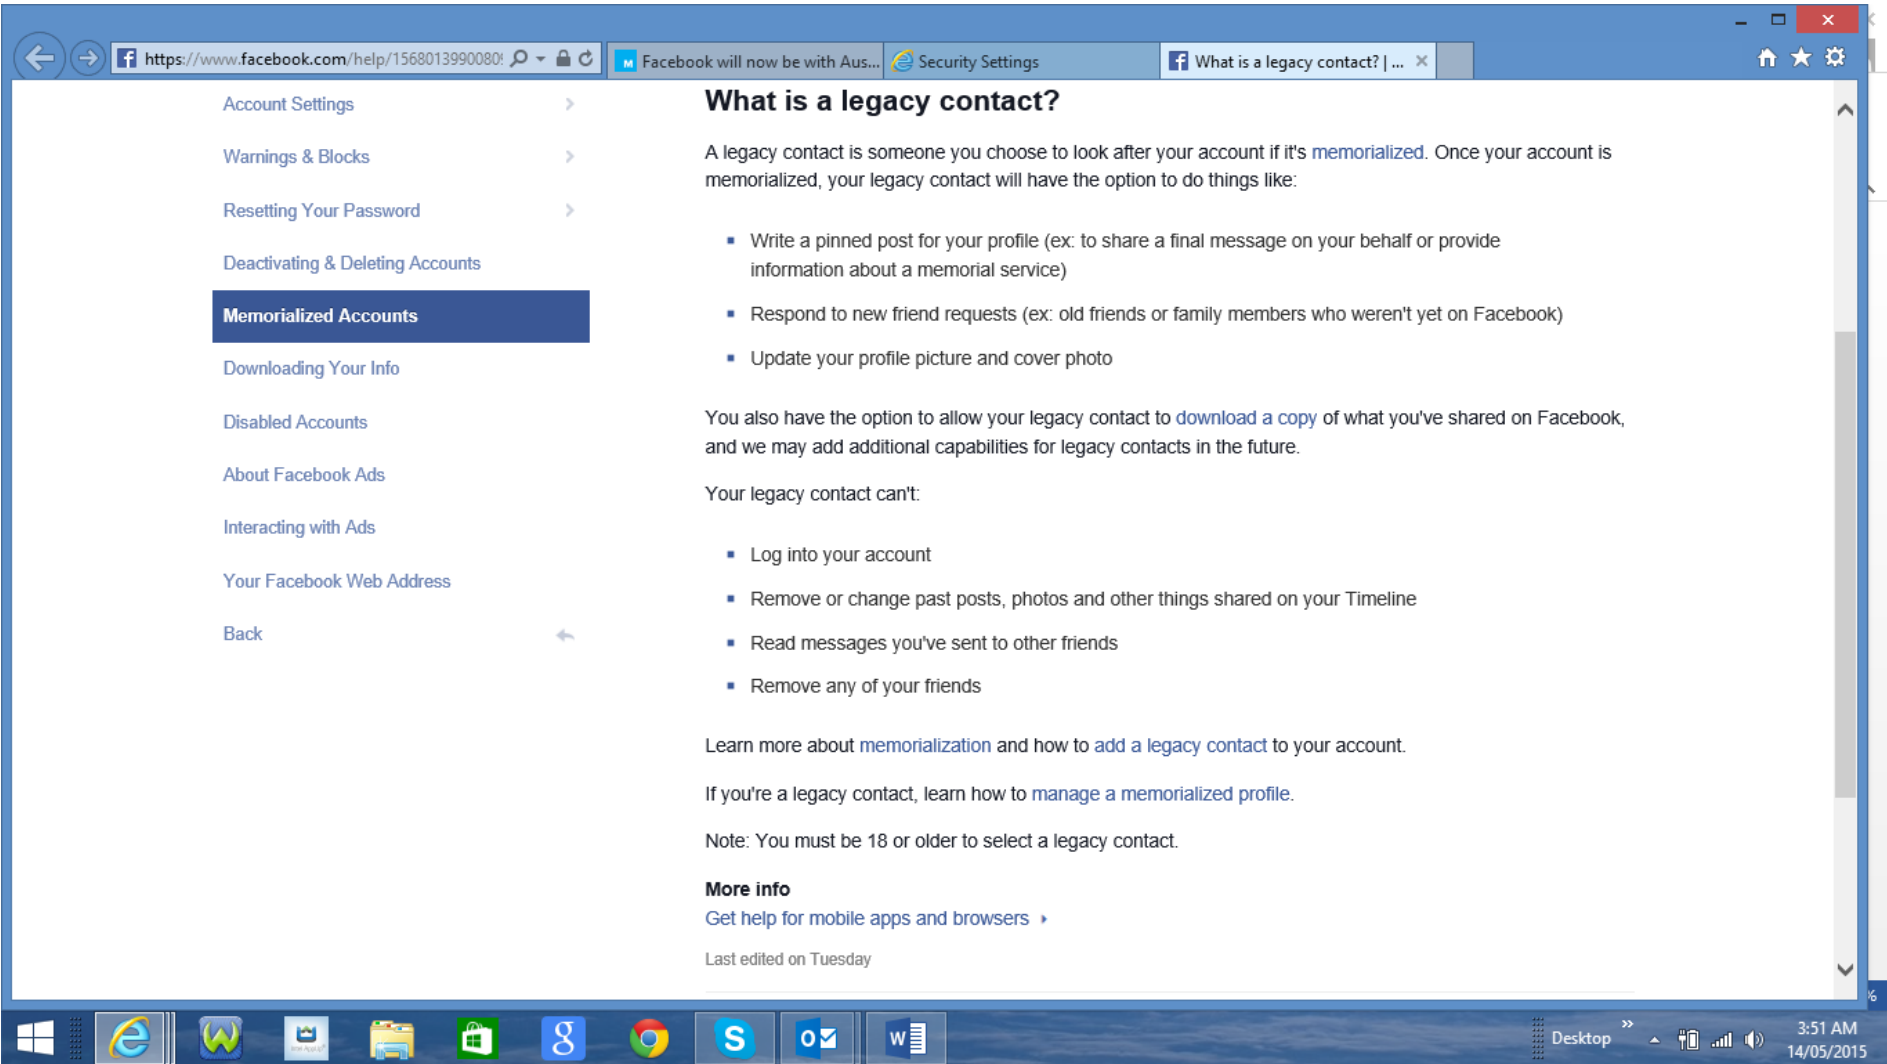 https://www.facebook.com/help/1568013990080
Facebook will now be with Aus...
Security Settings
What is a legacy contact? | ...
Account Settings
Warnings & Blocks
Resetting Your Password
Deactivating & Deleting Accounts
Memorialized Accounts
Downloading Your Info
Disabled Accounts
About Facebook Ads
Interacting with Ads
Your Facebook Web Address
Back
What is a legacy contact?
A legacy contact is someone you choose to look after your account if it's memorialized. Once your account is
memorialized, your legacy contact will have the option to do things like:
Write a pinned post for your profile (ex: to share a final message on your behalf or provide
information about a memorial service)
Respond to new friend requests (ex: old friends or family members who weren't yet on Facebook)
Update your profile picture and cover photo
You also have the option to allow your legacy contact to download a copy of what you've shared on Facebook,
and we may add additional capabilities for legacy contacts in the future.
Your legacy contact can't:
Log into your account
Remove or change past posts, photos and other things shared on your Timeline
Read messages you've sent to other friends
Remove any of your friends
Learn more about memorialization and how to add a legacy contact to your account.
If you're a legacy contact, learn how to manage a memorialized profile.
Note: You must be 18 or older to select a legacy contact.
More info
Get help for mobile apps and browsers
Last edited on Tuesday
%
Desktop
3:51 AM
14/05/2015